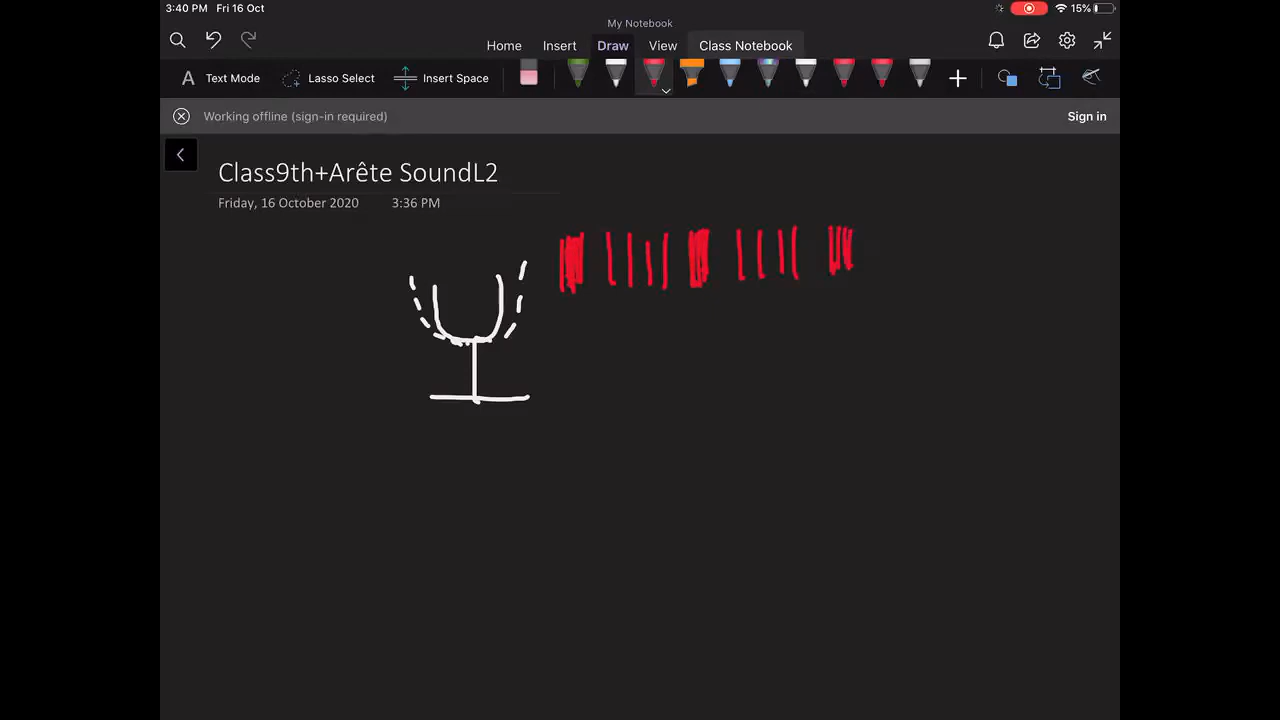 3:40 PM Fri 16 Oct 15%
My Notebook
Home Insert Draw View Class Notebook
A Text Mode Lasso Select Insert Space
Working offline (sign-in required) Sign in
Class9th+Arête SoundL2
Friday, 16 October 2020 3:36 PM